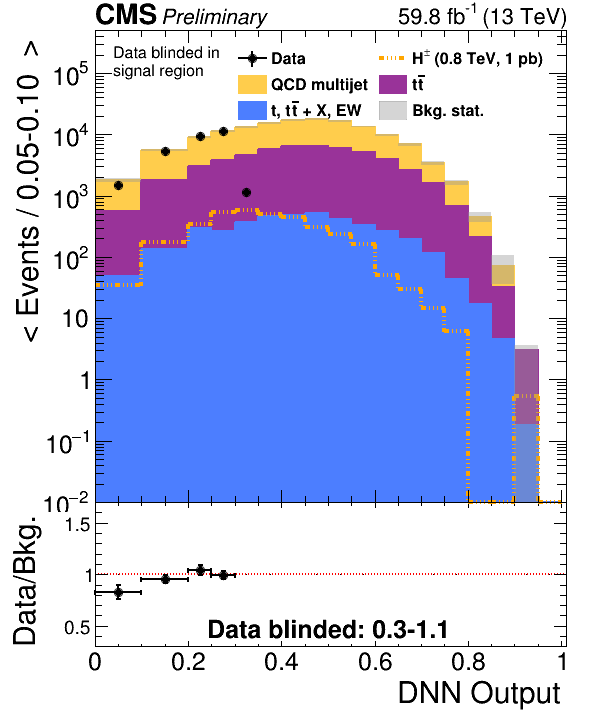 CMS Preliminary 59.8 fb⁻¹ (13 TeV)
Data blinded in
signal region
Data
H± (0.8 TeV, 1 pb)
QCD multijet
tt̄
t, tt̄ + X, EW
Bkg. stat.
< Events / 0.05-0.10 >
10⁵
10⁴
10³
10²
10
1
10⁻¹
10⁻²
Data/Bkg.
1.5
1
0.5
Data blinded: 0.3-1.1
0 0.2 0.4 0.6 0.8 1
DNN Output